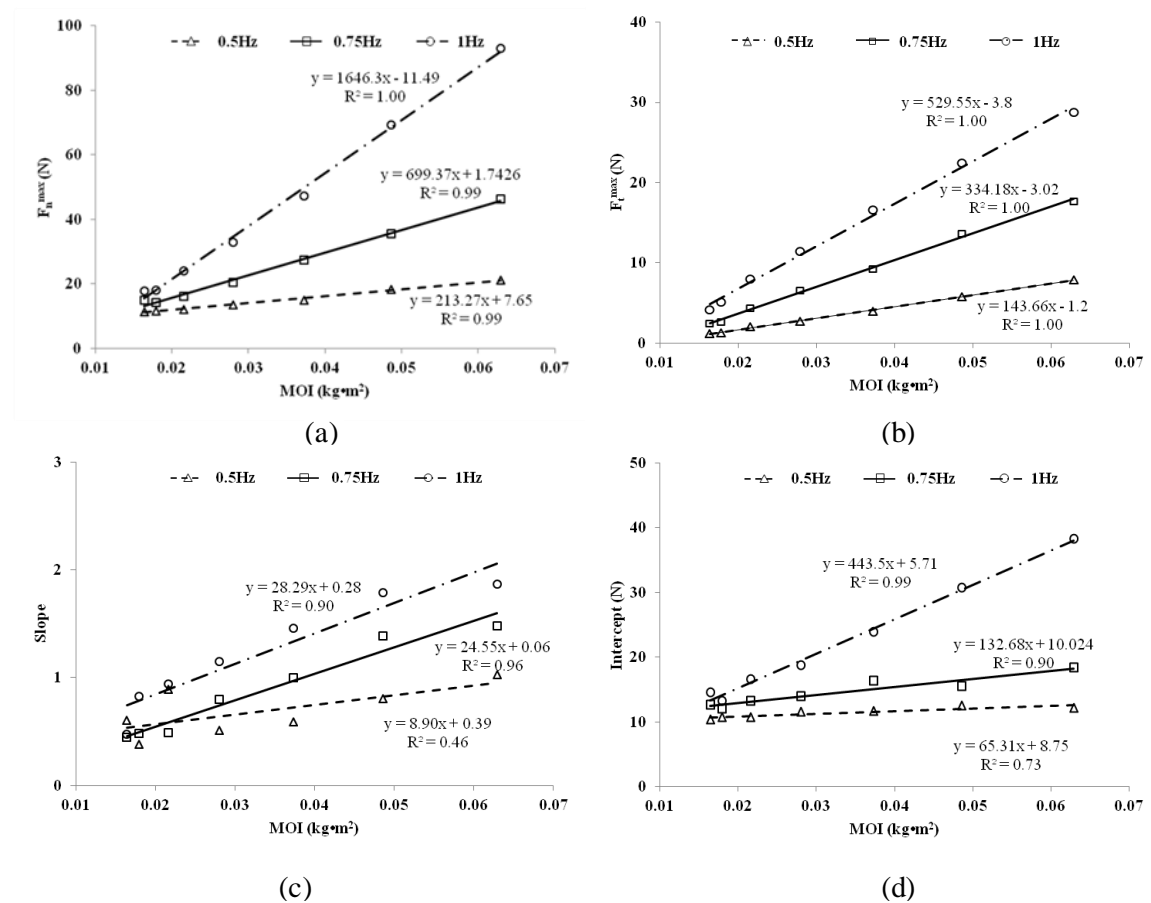 100
80
60
40
20
0
F_n^max (N)
0.5Hz 0.75Hz 1Hz
y = 1646.3x - 11.49
R² = 1.00
y = 699.37x + 1.7426
R² = 0.99
y = 213.27x + 7.65
R² = 0.99
0.01 0.02 0.03 0.04 0.05 0.06 0.07
MOI (kg•m²)
(a)
40
30
20
10
0
F_t^max (N)
0.5Hz 0.75Hz 1Hz
y = 529.55x - 3.8
R² = 1.00
y = 334.18x - 3.02
R² = 1.00
y = 143.66x - 1.2
R² = 1.00
0.01 0.02 0.03 0.04 0.05 0.06 0.07
MOI (kg•m²)
(b)
3
2
1
0
Slope
0.5Hz 0.75Hz 1Hz
y = 28.29x + 0.28
R² = 0.90
y = 24.55x + 0.06
R² = 0.96
y = 8.90x + 0.39
R² = 0.46
0.01 0.02 0.03 0.04 0.05 0.06 0.07
MOI (kg•m²)
(c)
50
40
30
20
10
0
Intercept (N)
0.5Hz 0.75Hz 1Hz
y = 443.5x + 5.71
R² = 0.99
y = 132.68x + 10.024
R² = 0.90
y = 65.31x + 8.75
R² = 0.73
0.01 0.02 0.03 0.04 0.05 0.06 0.07
MOI (kg•m²)
(d)